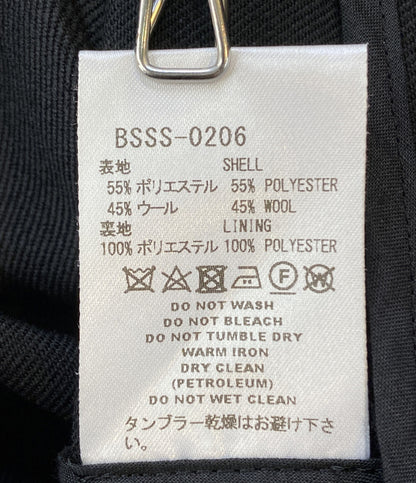 BSSS-0206
表地 SHELL
55% ポリエステル 55% POLYESTER
45% ウール 45% WOOL
裏地 LINING
100% ポリエステル 100% POLYESTER
F W
DO NOT WASH
DO NOT BLEACH
DO NOT TUMBLE DRY
WARM IRON
DRY CLEAN
(PETROLEUM)
DO NOT WET CLEAN
タンブラー乾燥はお避け下さい